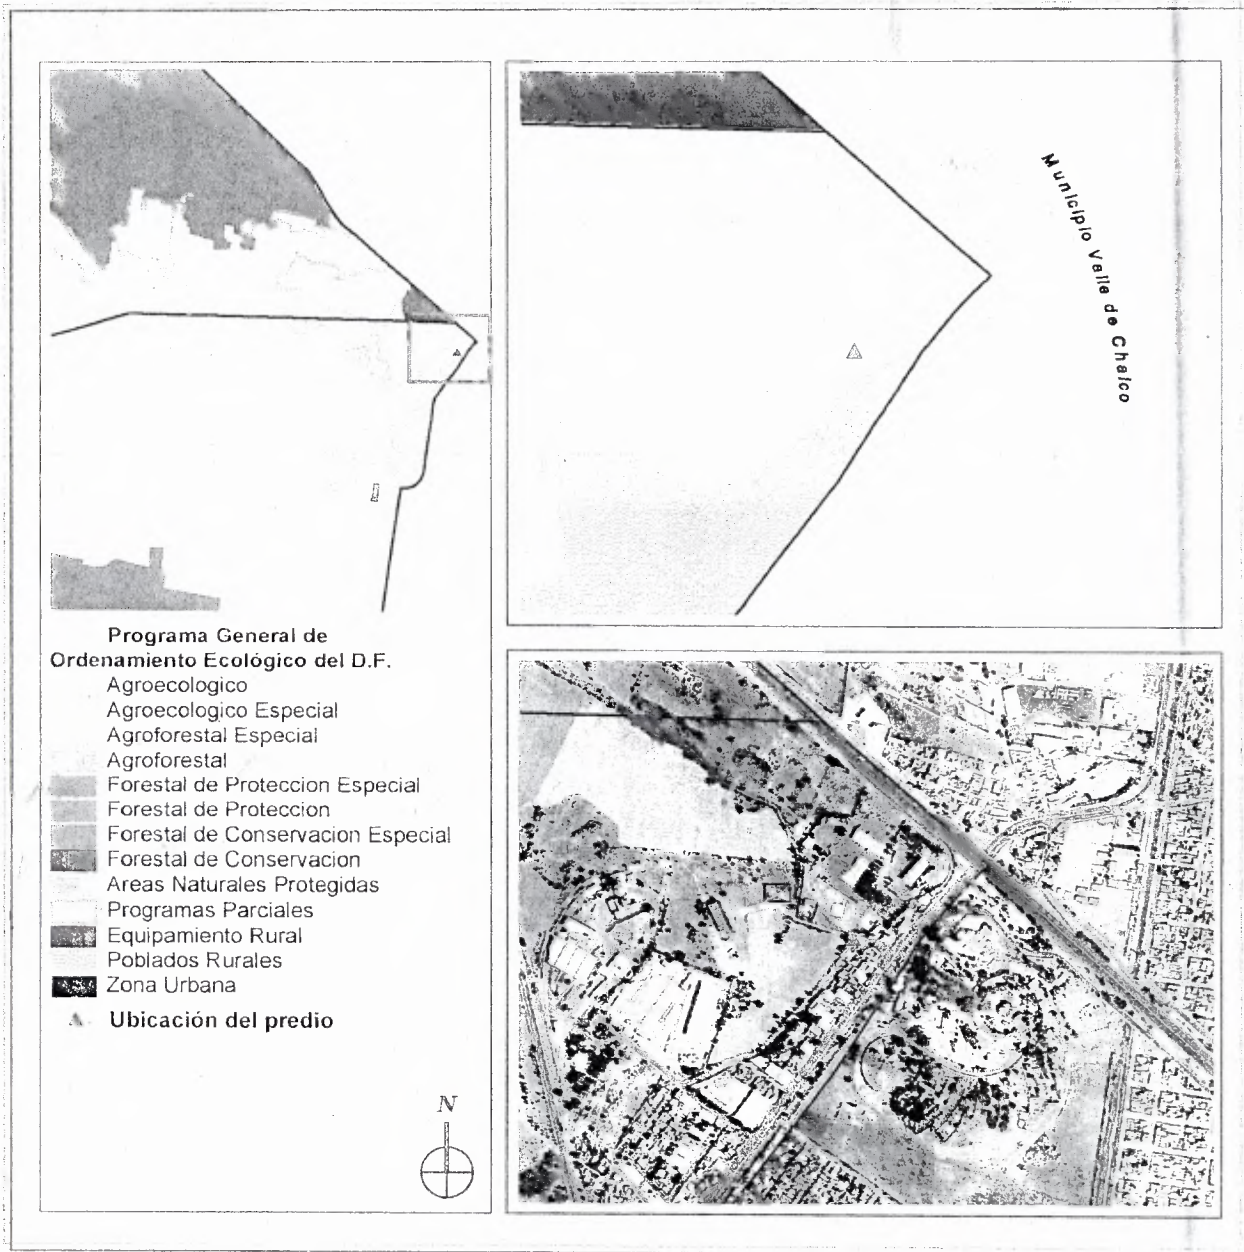 Municipio Valle de Chalco
Programa General de
Ordenamiento Ecológico del D.F.
Agroecologico
Agroecologico Especial
Agroforestal Especial
Agroforestal
Forestal de Proteccion Especial
Forestal de Proteccion
Forestal de Conservacion Especial
Forestal de Conservacion
Areas Naturales Protegidas
Programas Parciales
Equipamiento Rural
Poblados Rurales
Zona Urbana
Ubicación del predio
N